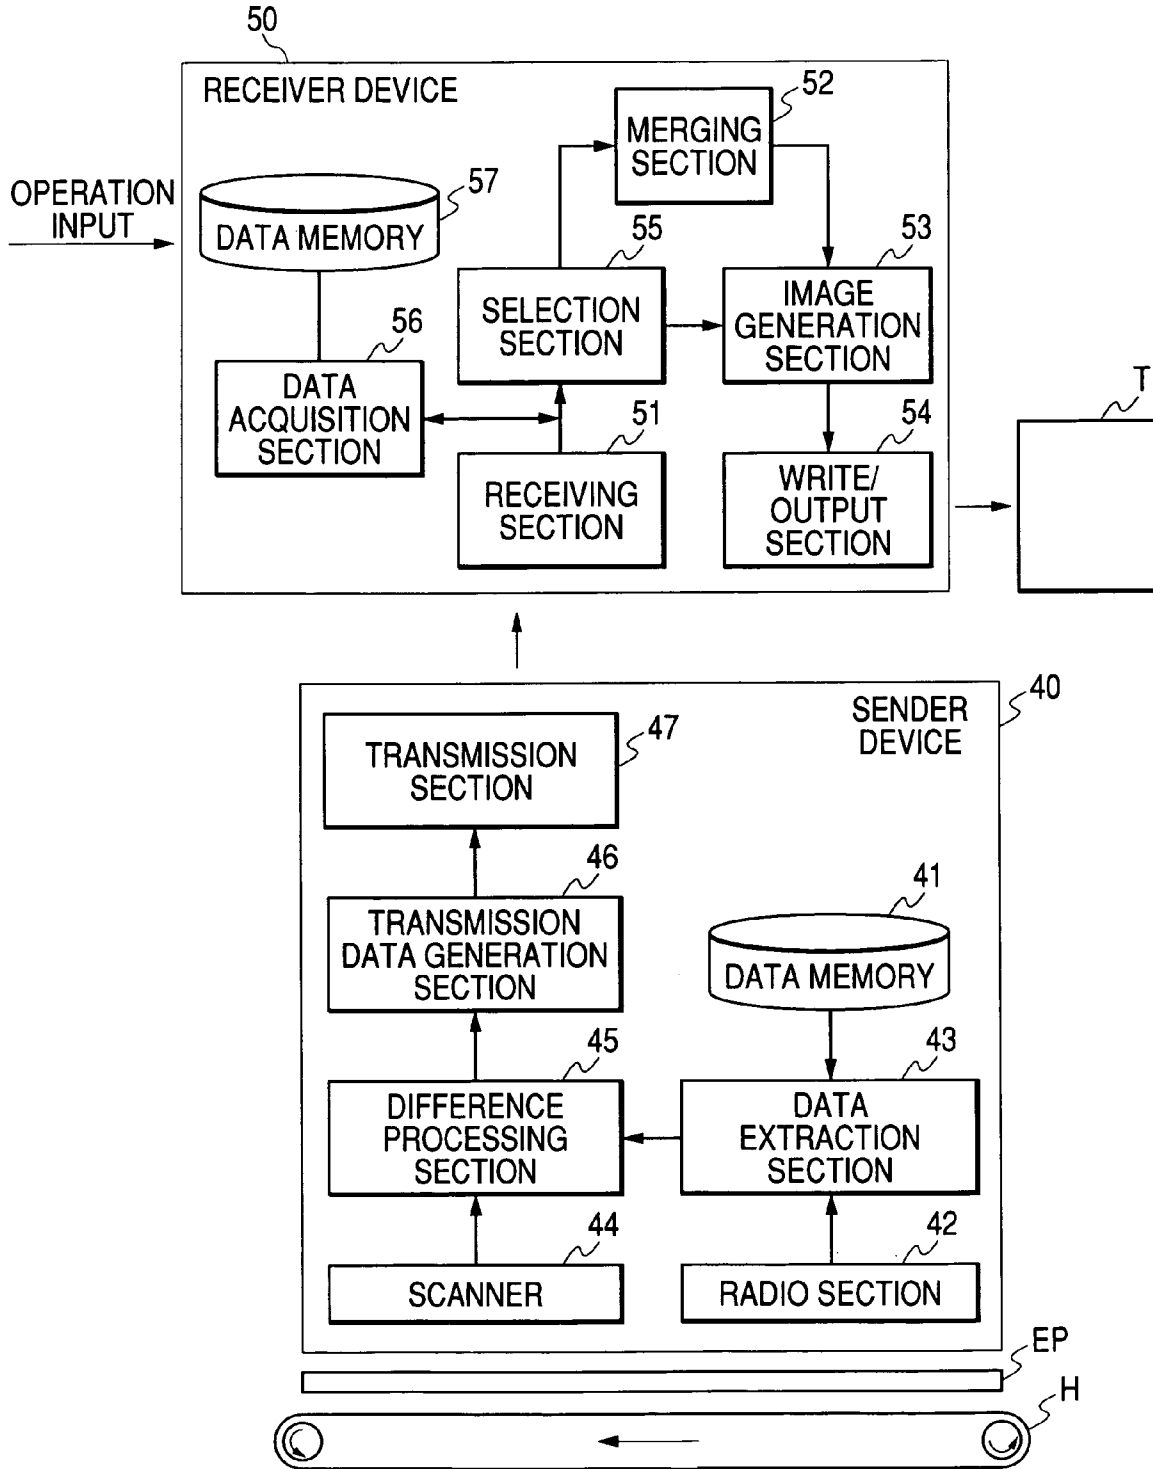 50
RECEIVER DEVICE
52
MERGING
SECTION
OPERATION
INPUT
57
DATA MEMORY
55
53
SELECTION
SECTION
IMAGE
GENERATION
SECTION
56
DATA
ACQUISITION
SECTION
51
54
RECEIVING
SECTION
WRITE/
OUTPUT
SECTION
T
40
SENDER
DEVICE
47
TRANSMISSION
SECTION
46
41
TRANSMISSION
DATA GENERATION
SECTION
DATA MEMORY
45
43
DIFFERENCE
PROCESSING
SECTION
DATA
EXTRACTION
SECTION
44
42
SCANNER
RADIO SECTION
EP
H